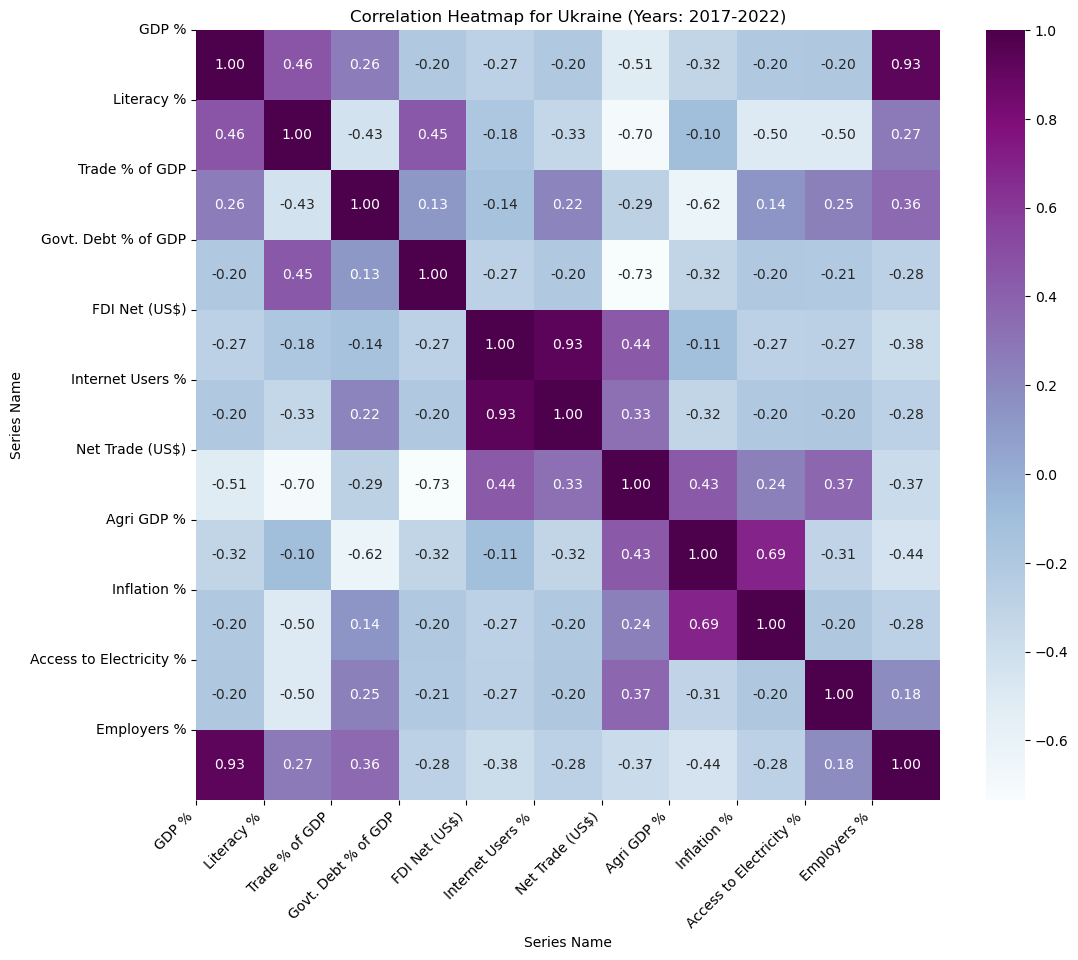 Correlation Heatmap for Ukraine (Years: 2017-2022)
GDP %
1.00 0.46 0.26 -0.20 -0.27 -0.20 -0.51 -0.32 -0.20 -0.20 0.93
Literacy %
0.46 1.00 -0.43 0.45 -0.18 -0.33 -0.70 -0.10 -0.50 -0.50 0.27
Trade % of GDP
0.26 -0.43 1.00 0.13 -0.14 0.22 -0.29 -0.62 0.14 0.25 0.36
Govt. Debt % of GDP
-0.20 0.45 0.13 1.00 -0.27 -0.20 -0.73 -0.32 -0.20 -0.21 -0.28
FDI Net (US$)
-0.27 -0.18 -0.14 -0.27 1.00 0.93 0.44 -0.11 -0.27 -0.27 -0.38
Internet Users %
-0.20 -0.33 0.22 -0.20 0.93 1.00 0.33 -0.32 -0.20 -0.20 -0.28
Net Trade (US$)
-0.51 -0.70 -0.29 -0.73 0.44 0.33 1.00 0.43 0.24 0.37 -0.37
Agri GDP %
-0.32 -0.10 -0.62 -0.32 -0.11 -0.32 0.43 1.00 0.69 -0.31 -0.44
Inflation %
-0.20 -0.50 0.14 -0.20 -0.27 -0.20 0.24 0.69 1.00 -0.20 -0.28
Access to Electricity %
-0.20 -0.50 0.25 -0.21 -0.27 -0.20 0.37 -0.31 -0.20 1.00 0.18
Employers %
0.93 0.27 0.36 -0.28 -0.38 -0.28 -0.37 -0.44 -0.28 0.18 1.00
Series Name
GDP %
Literacy %
Trade % of GDP
Govt. Debt % of GDP
FDI Net (US$)
Internet Users %
Net Trade (US$)
Agri GDP %
Inflation %
Access to Electricity %
Employers %
Series Name
1.0
0.8
0.6
0.4
0.2
0.0
−0.2
−0.4
−0.6